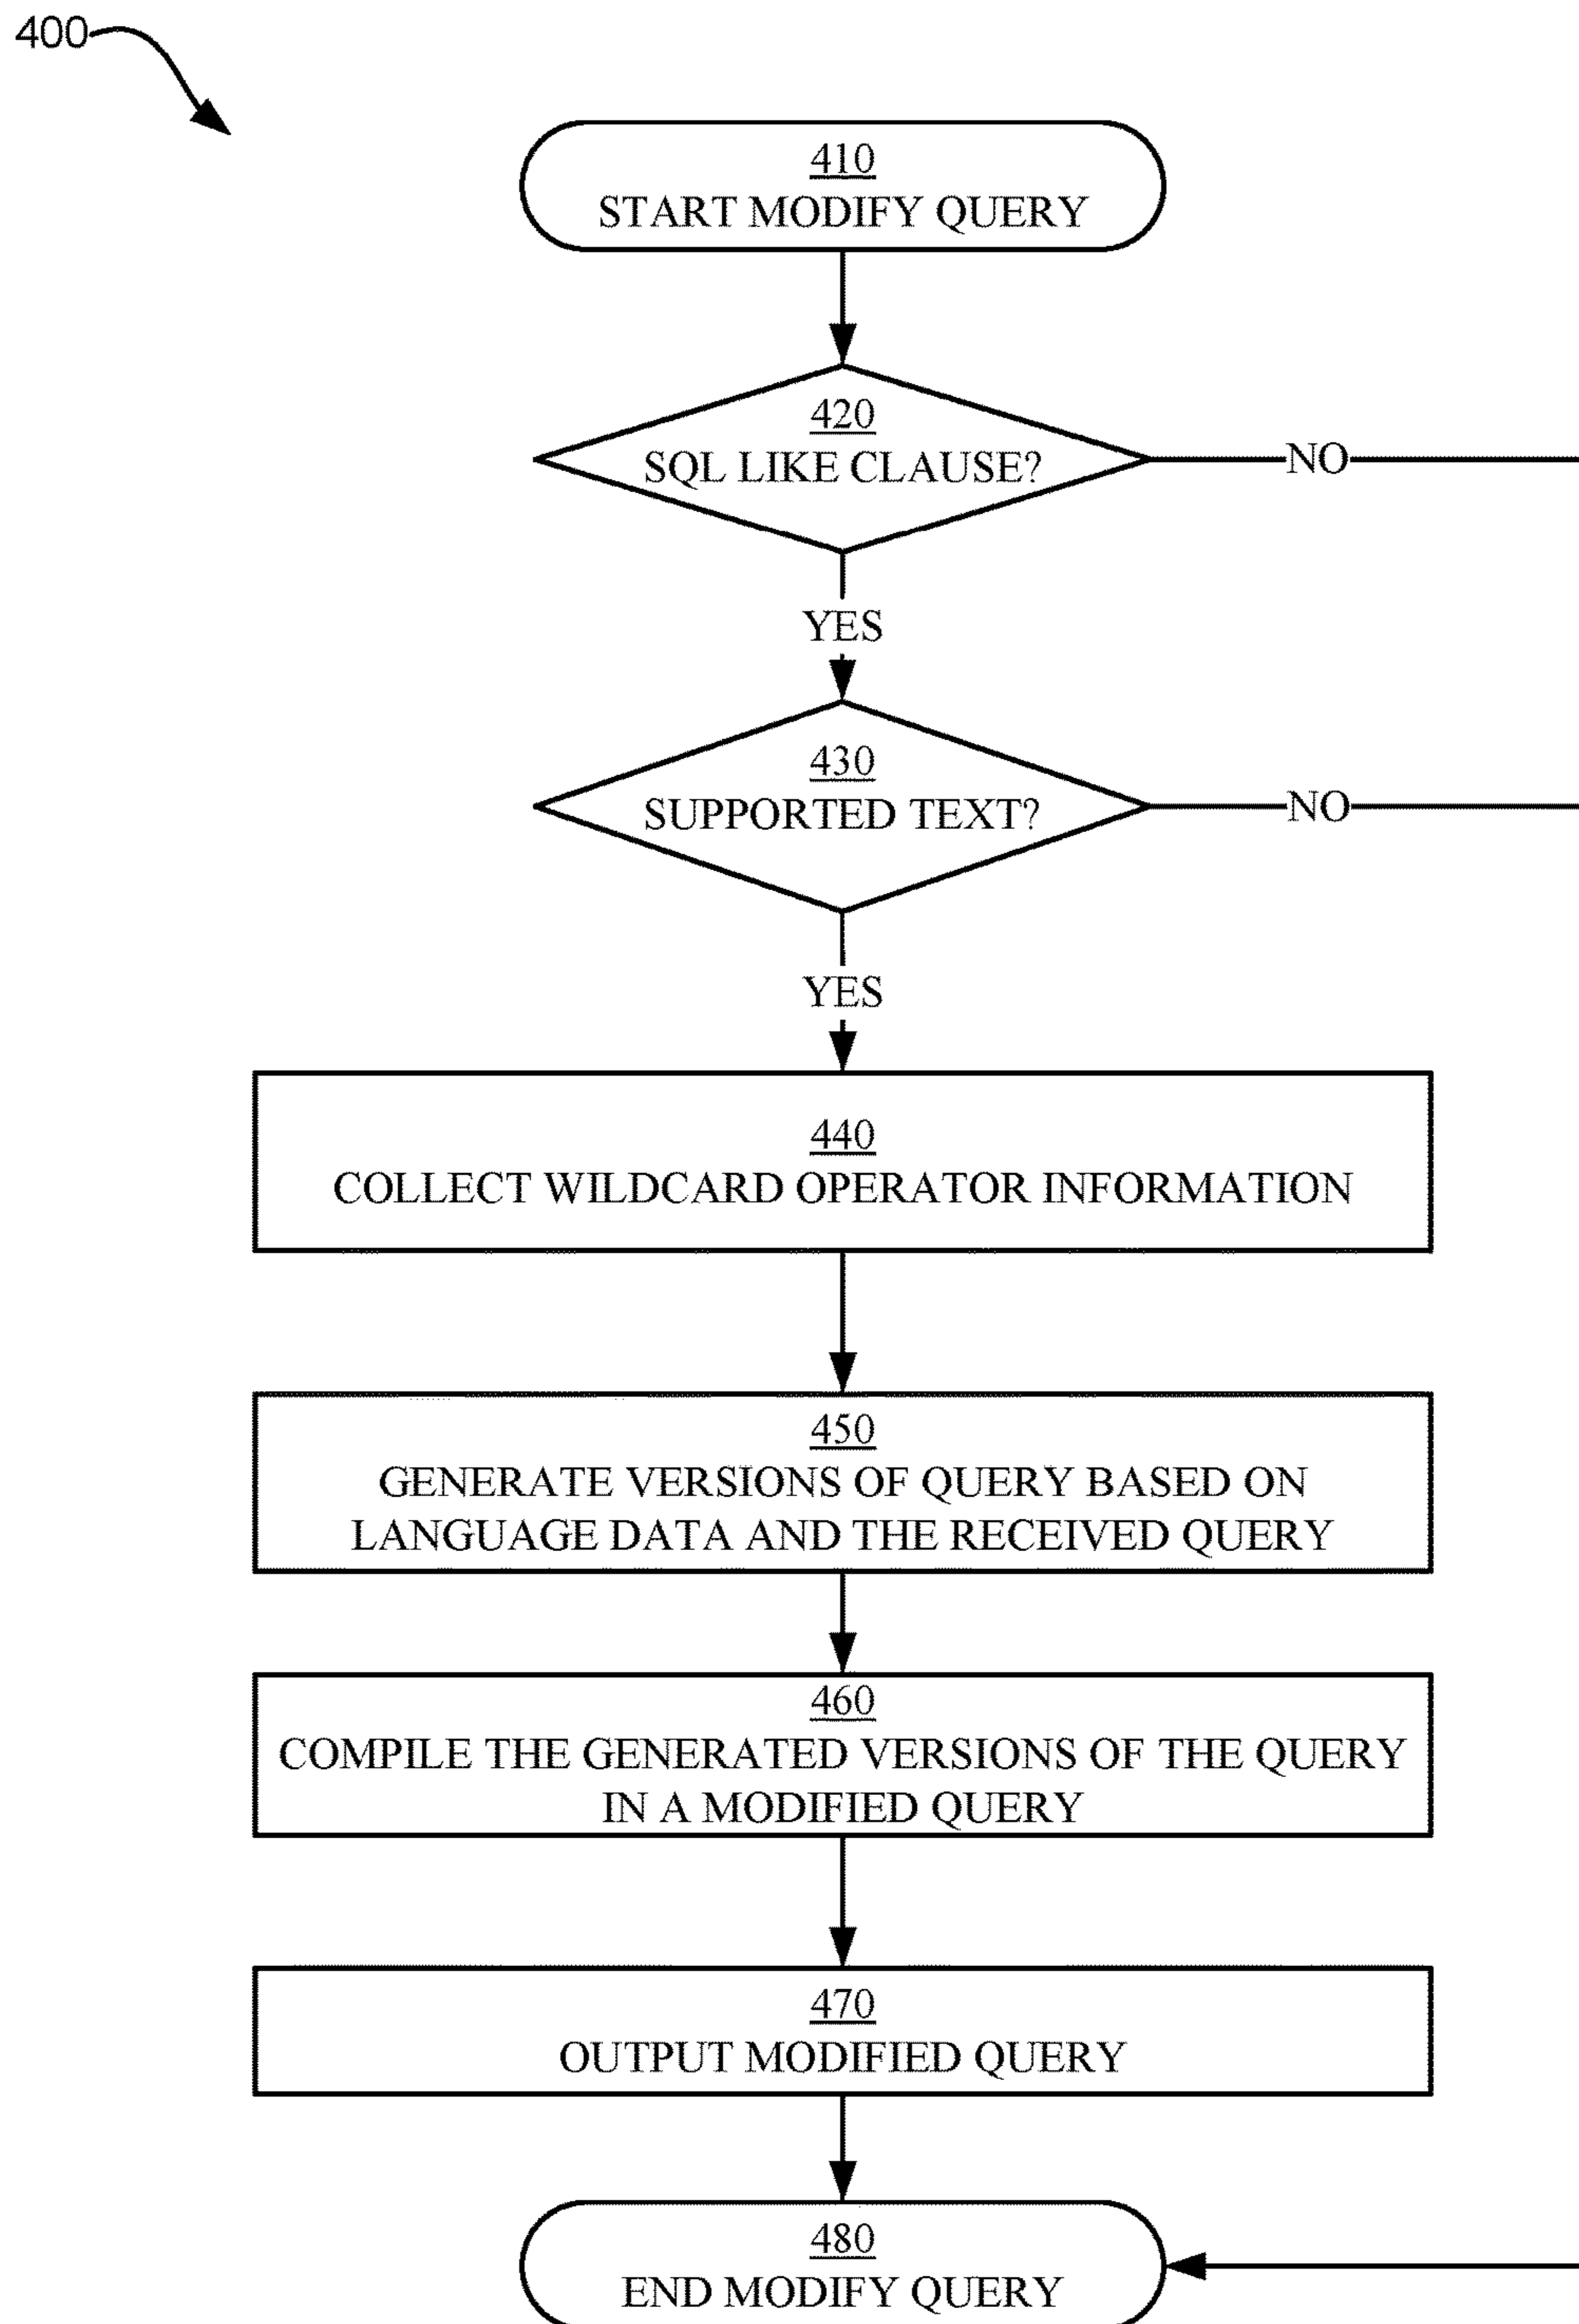 400
410
START MODIFY QUERY
420
SQL LIKE CLAUSE?
NO
YES
430
SUPPORTED TEXT?
NO
YES
440
COLLECT WILDCARD OPERATOR INFORMATION
450
GENERATE VERSIONS OF QUERY BASED ON
LANGUAGE DATA AND THE RECEIVED QUERY
460
COMPILE THE GENERATED VERSIONS OF THE QUERY
IN A MODIFIED QUERY
470
OUTPUT MODIFIED QUERY
480
END MODIFY QUERY